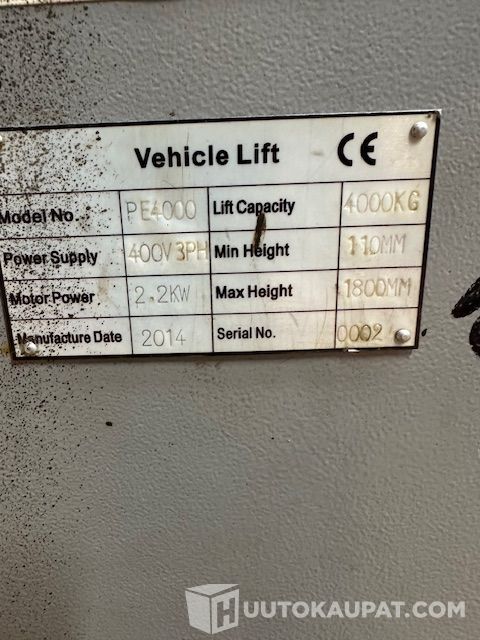 Vehicle Lift CE
Model No. PE4000 Lift Capacity 4000KG
Power Supply 400V 3PH Min Height 110MM
Motor Power 2.2KW Max Height 1800MM
Manufacture Date 2014 Serial No. 0002
HUUTOKAUPAT.COM